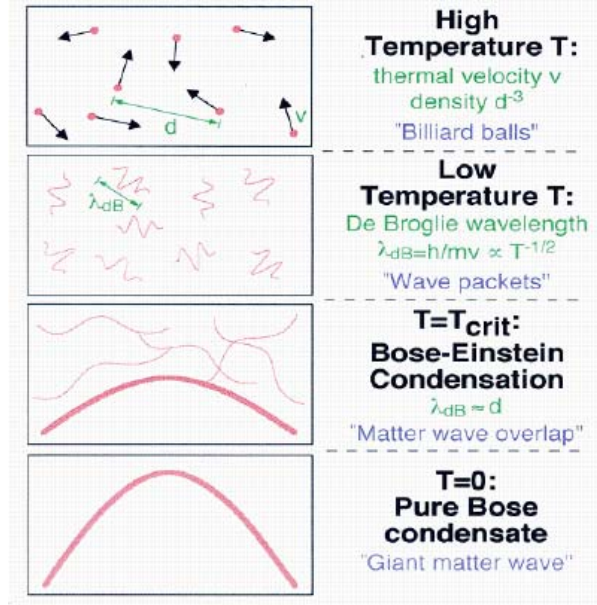 High
Temperature T:
thermal velocity v
density d⁻³
"Billiard balls"
d
v
Low
Temperature T:
De Broglie wavelength
λdB=h/mv ∝ T⁻¹/²
"Wave packets"
λdB
T=Tcrit:
Bose-Einstein
Condensation
λdB ≈ d
"Matter wave overlap"
T=0:
Pure Bose
condensate
"Giant matter wave"